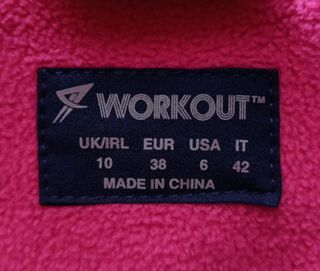 WORKOUT™
UK/IRL EUR USA IT
10 38 6 42
MADE IN CHINA